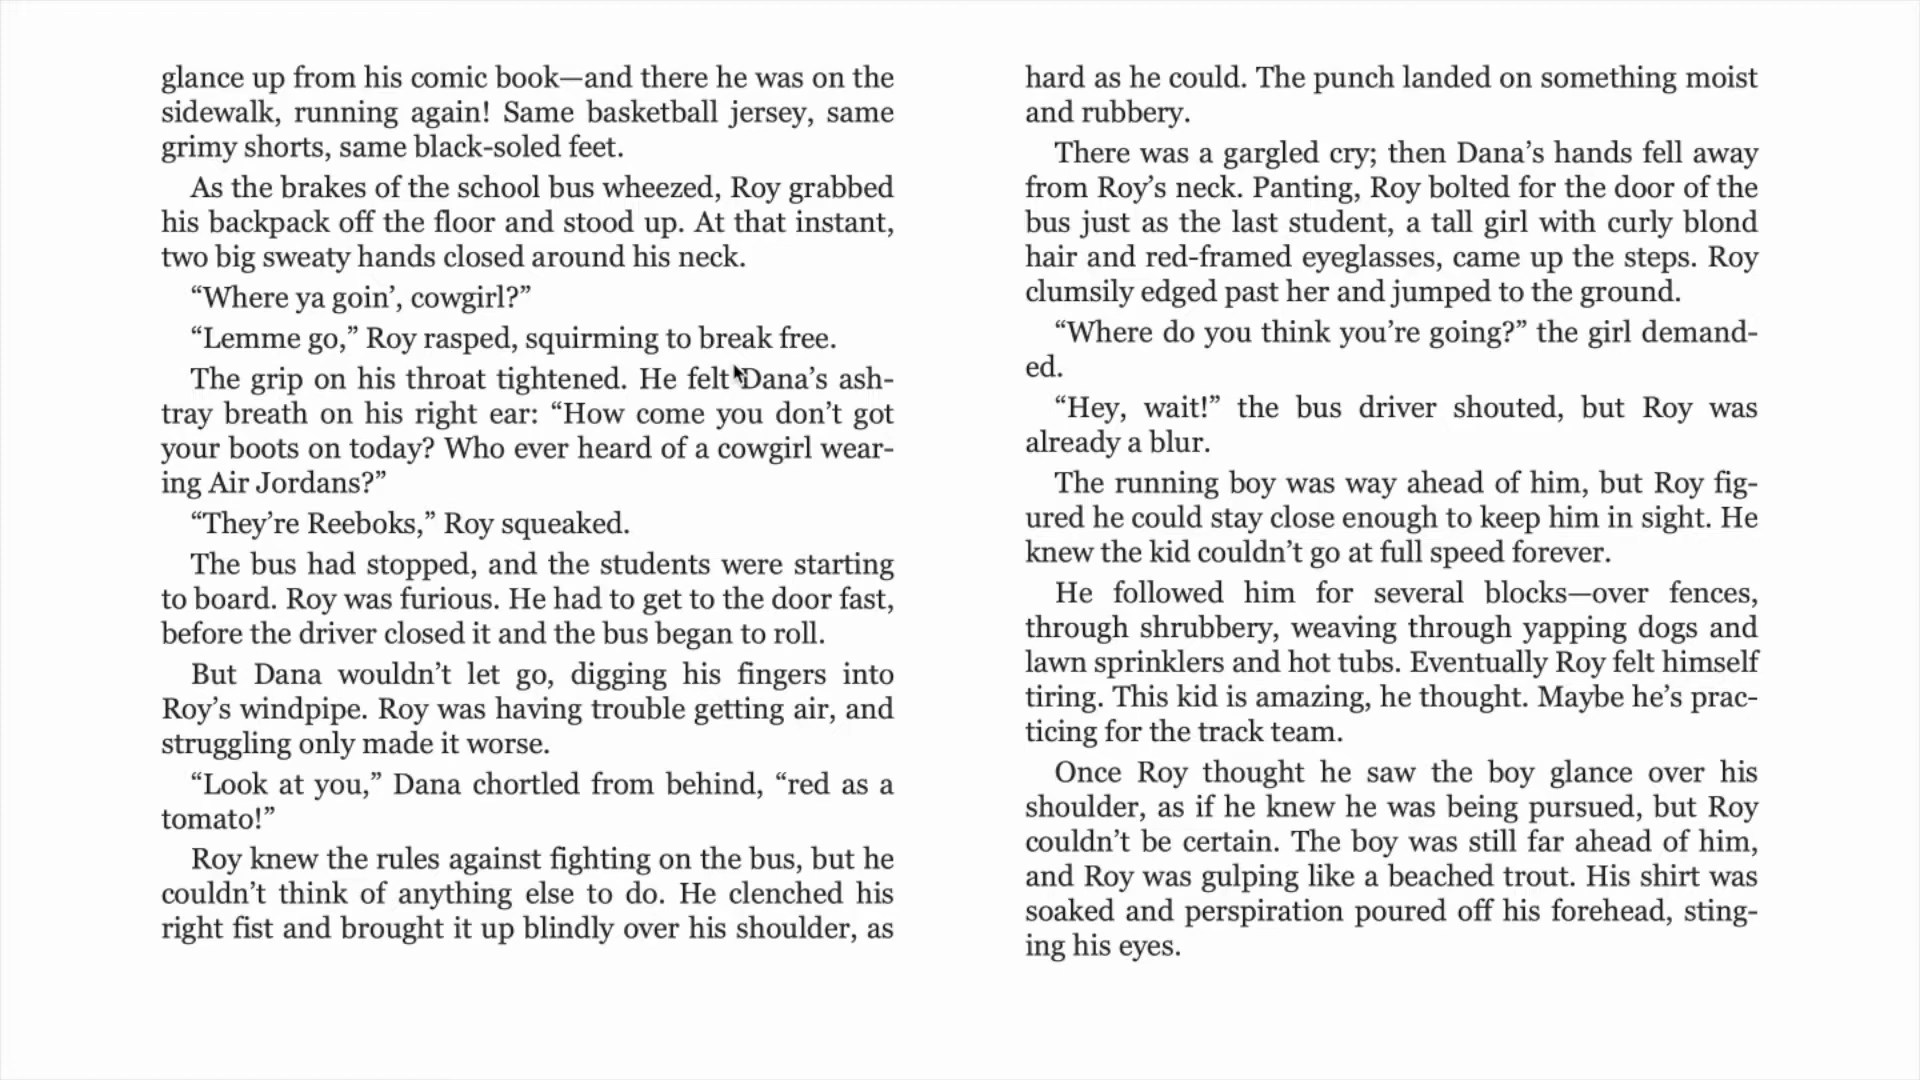 glance up from his comic book—and there he was on the
sidewalk, running again! Same basketball jersey, same
grimy shorts, same black-soled feet.
As the brakes of the school bus wheezed, Roy grabbed
his backpack off the floor and stood up. At that instant,
two big sweaty hands closed around his neck.
“Where ya goin’, cowgirl?”
“Lemme go,” Roy rasped, squirming to break free.
The grip on his throat tightened. He felt Dana’s ash-
tray breath on his right ear: “How come you don’t got
your boots on today? Who ever heard of a cowgirl wear-
ing Air Jordans?”
“They’re Reeboks,” Roy squeaked.
The bus had stopped, and the students were starting
to board. Roy was furious. He had to get to the door fast,
before the driver closed it and the bus began to roll.
But Dana wouldn’t let go, digging his fingers into
Roy’s windpipe. Roy was having trouble getting air, and
struggling only made it worse.
“Look at you,” Dana chortled from behind, “red as a
tomato!”
Roy knew the rules against fighting on the bus, but he
couldn’t think of anything else to do. He clenched his
right fist and brought it up blindly over his shoulder, as
hard as he could. The punch landed on something moist
and rubbery.
There was a gargled cry; then Dana’s hands fell away
from Roy’s neck. Panting, Roy bolted for the door of the
bus just as the last student, a tall girl with curly blond
hair and red-framed eyeglasses, came up the steps. Roy
clumsily edged past her and jumped to the ground.
“Where do you think you’re going?” the girl demand-
ed.
“Hey, wait!” the bus driver shouted, but Roy was
already a blur.
The running boy was way ahead of him, but Roy fig-
ured he could stay close enough to keep him in sight. He
knew the kid couldn’t go at full speed forever.
He followed him for several blocks—over fences,
through shrubbery, weaving through yapping dogs and
lawn sprinklers and hot tubs. Eventually Roy felt himself
tiring. This kid is amazing, he thought. Maybe he’s prac-
ticing for the track team.
Once Roy thought he saw the boy glance over his
shoulder, as if he knew he was being pursued, but Roy
couldn’t be certain. The boy was still far ahead of him,
and Roy was gulping like a beached trout. His shirt was
soaked and perspiration poured off his forehead, sting-
ing his eyes.